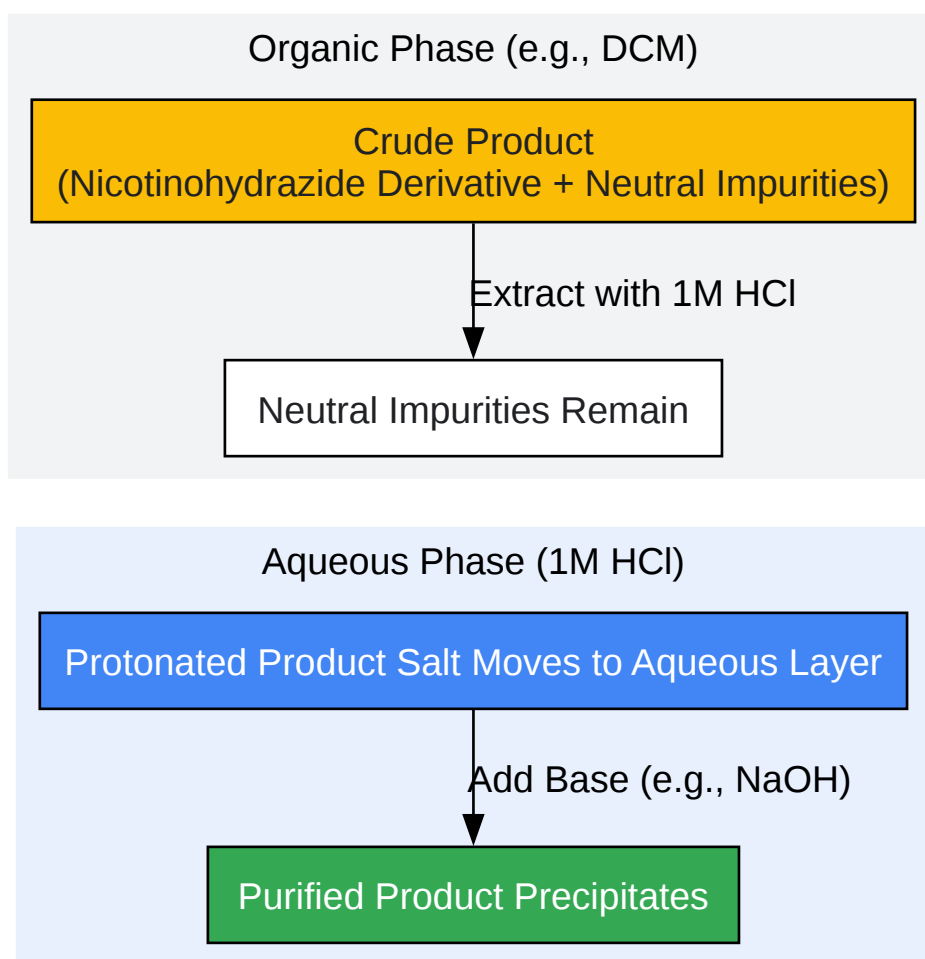 Organic Phase (e.g., DCM)
Crude Product
(Nicotinohydrazide Derivative + Neutral Impurities)
Extract with 1M HCl
Neutral Impurities Remain
Aqueous Phase (1M HCl)
Protonated Product Salt Moves to Aqueous Layer
Add Base (e.g., NaOH)
Purified Product Precipitates